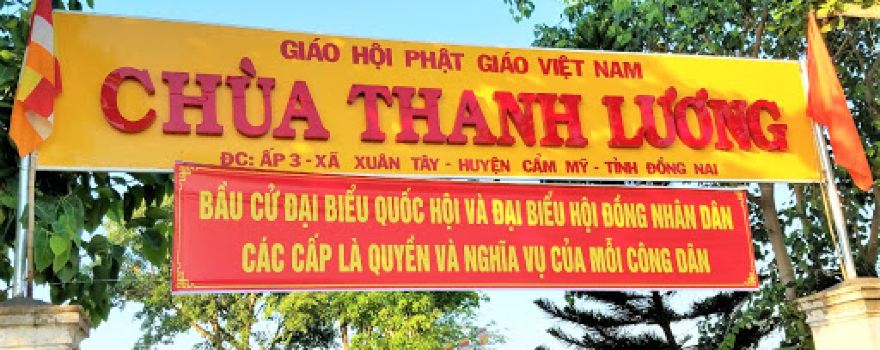 GIÁO HỘI PHẬT GIÁO VIỆT NAM
CHÙA THANH LƯƠNG
ĐC: ẤP 3 - XÃ XUÂN TÂY - HUYỆN CẨM MỸ - TỈNH ĐỒNG NAI
BẦU CỬ ĐẠI BIỂU QUỐC HỘI VÀ ĐẠI BIỂU HỘI ĐỒNG NHÂN DÂN
CÁC CẤP LÀ QUYỀN VÀ NGHĨA VỤ CỦA MỖI CÔNG DÂN